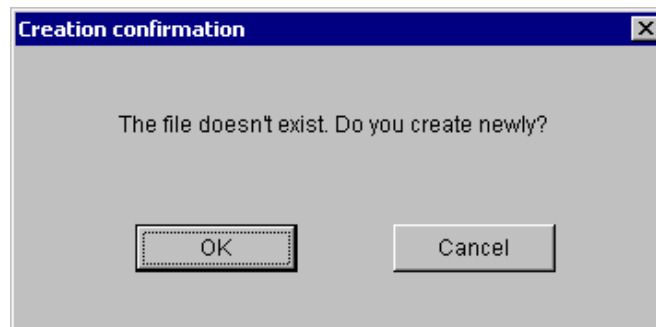 Creation confirmation
The file doesn't exist. Do you create newly?
OK
Cancel